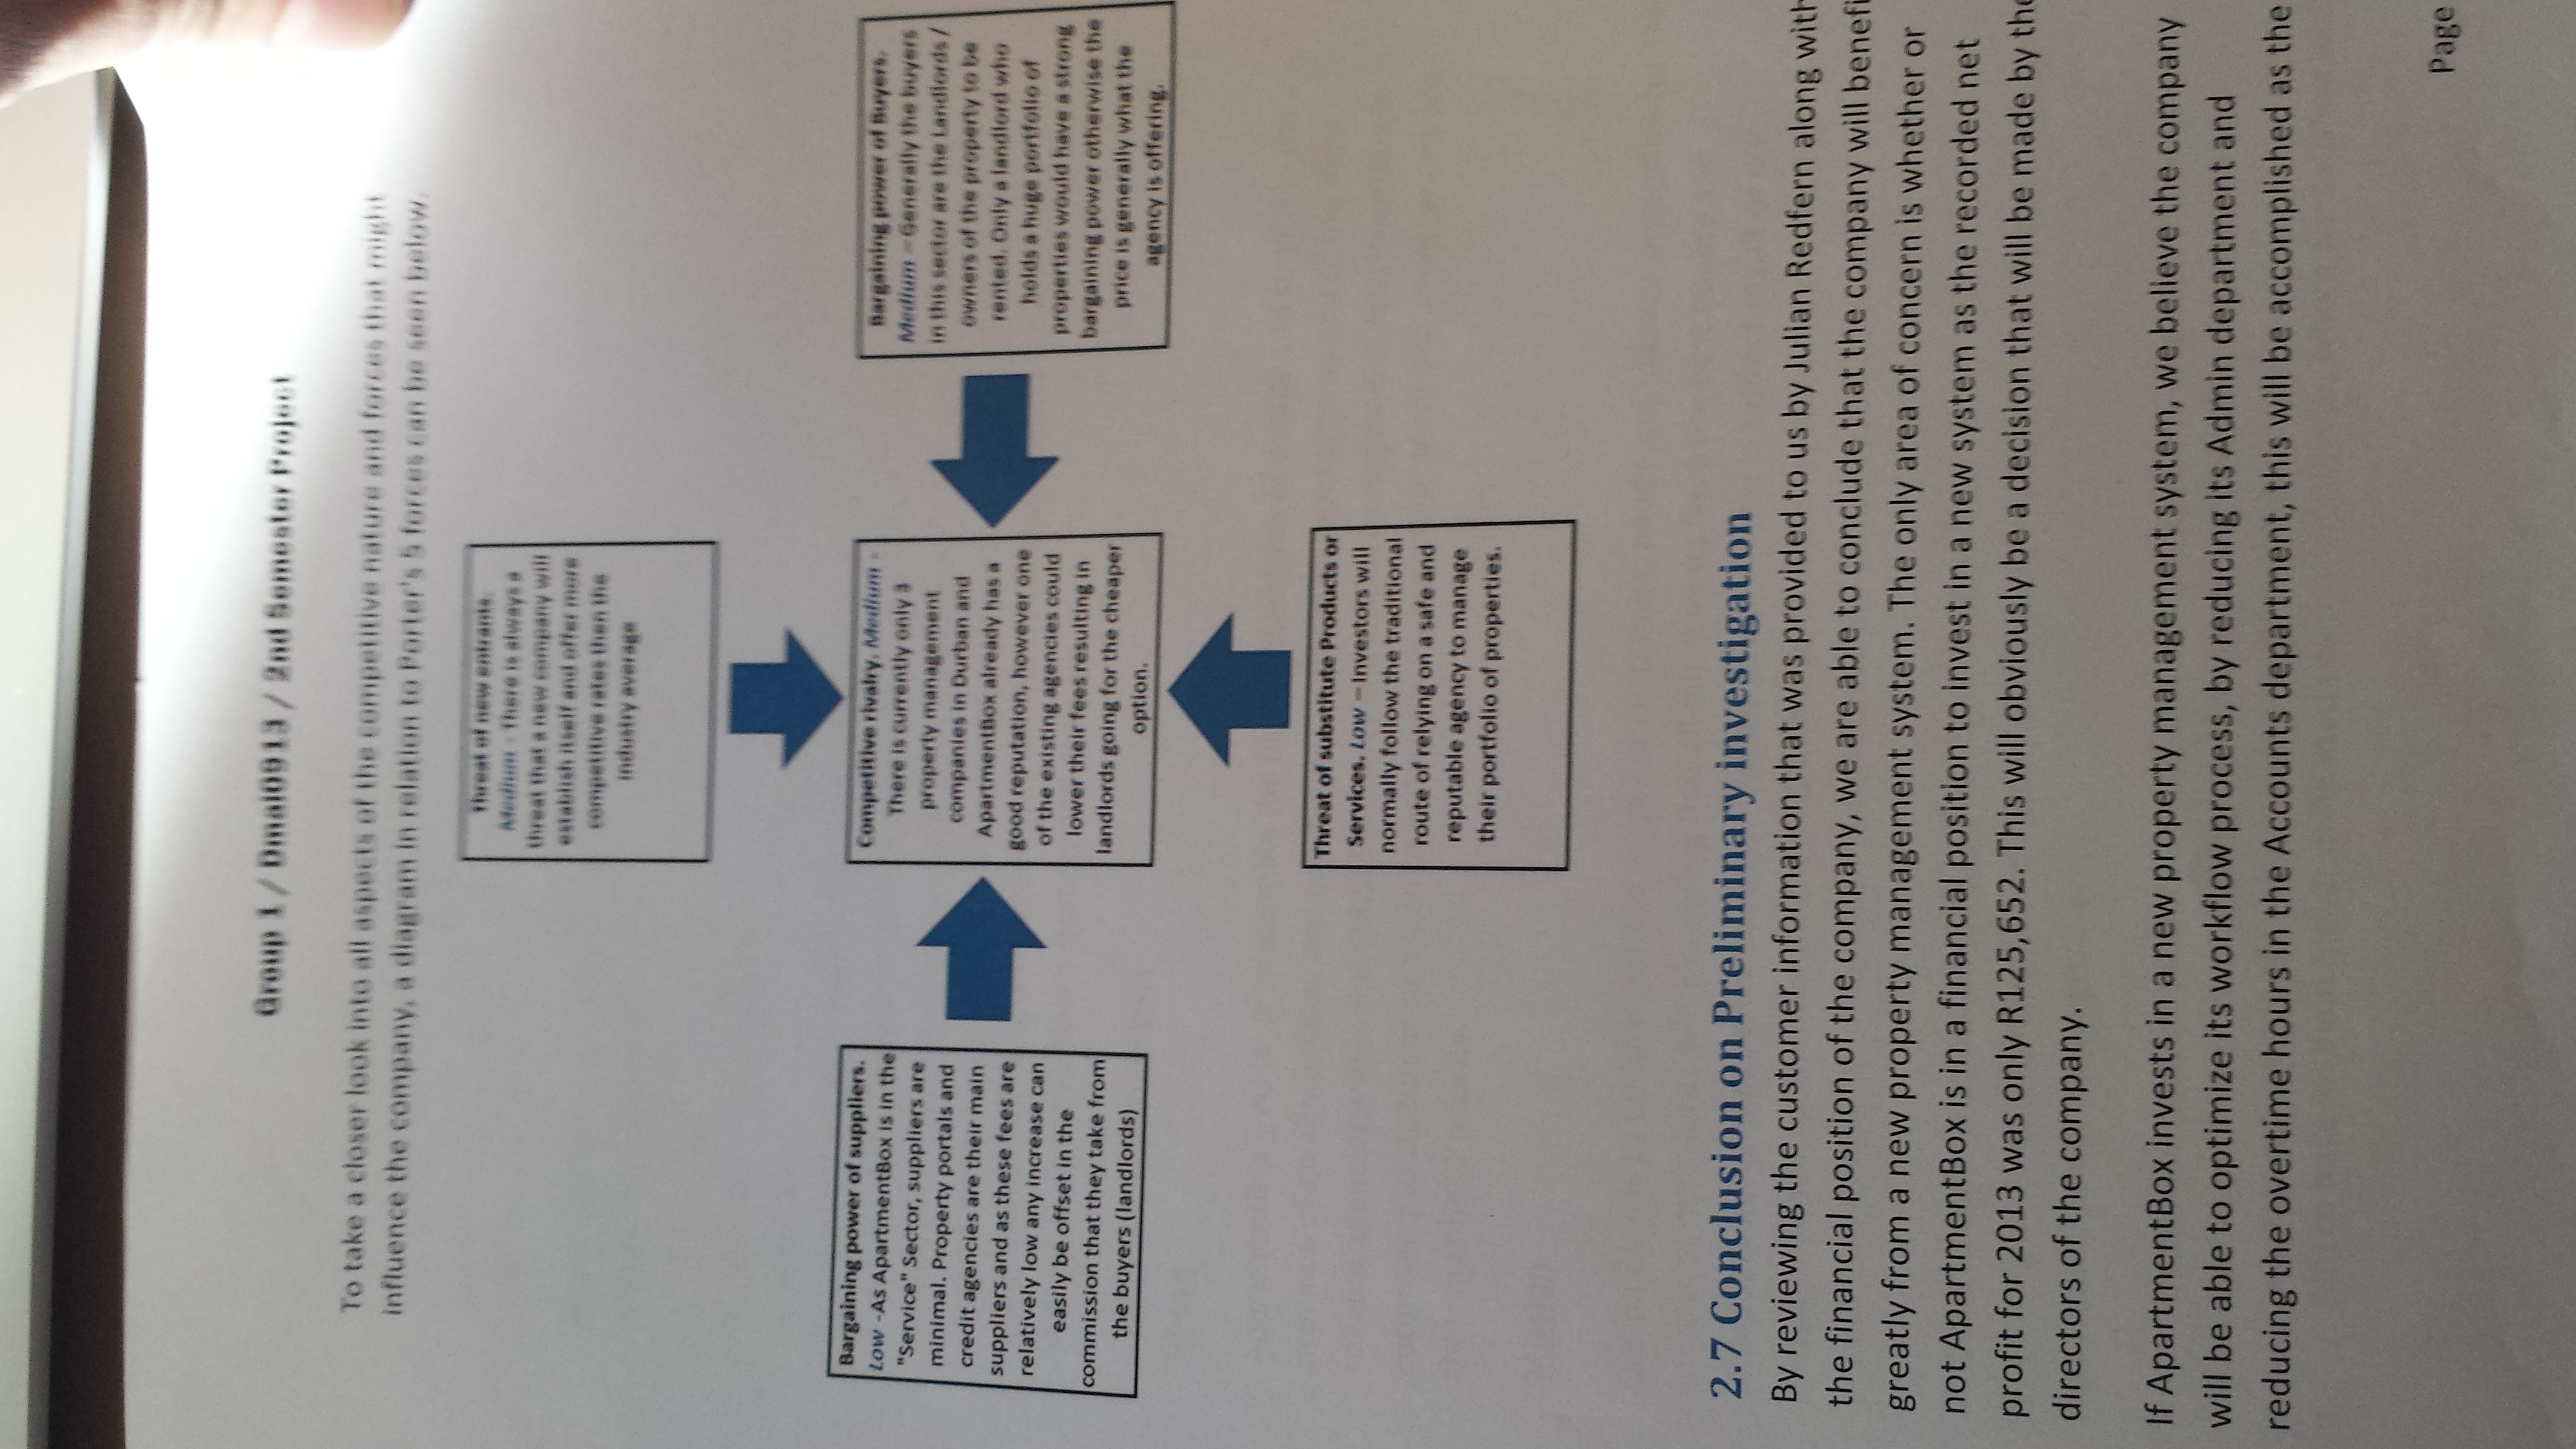 Group 1 / Dmai0913 / 2nd Semester Project
To take a closer look into all aspects of the competitive nature and forces that might
influence the company, a diagram in relation to Porter's 5 forces can be seen below.
Threat of new entrants.
Medium - There is always a
threat that a new company will
establish itself and offer more
competitive rates then the
industry average
Bargaining power of suppliers.
Low -As ApartmentBox is in the
"Service" Sector, suppliers are
minimal. Property portals and
credit agencies are their main
suppliers and as these fees are
relatively low any increase can
easily be offset in the
commission that they take from
the buyers (landlords)
Competitive rivalry. Medium -
There is currently only 3
property management
companies in Durban and
ApartmentBox already has a
good reputation, however one
of the existing agencies could
lower their fees resulting in
landlords going for the cheaper
option.
Bargaining power of Buyers.
Medium – Generally the buyers
in this sector are the Landlords /
owners of the property to be
rented. Only a landlord who
holds a huge portfolio of
properties would have a strong
bargaining power otherwise the
price is generally what the
agency is offering.
Threat of substitute Products or
Services. Low – Investors will
normally follow the traditional
route of relying on a safe and
reputable agency to manage
their portfolio of properties.
2.7 Conclusion on Preliminary investigation
By reviewing the customer information that was provided to us by Julian Redfern along with
the financial position of the company, we are able to conclude that the company will benefi
greatly from a new property management system. The only area of concern is whether or
not ApartmentBox is in a financial position to invest in a new system as the recorded net
profit for 2013 was only R125,652. This will obviously be a decision that will be made by the
directors of the company.
If ApartmentBox invests in a new property management system, we believe the company
will be able to optimize its workflow process, by reducing its Admin department and
reducing the overtime hours in the Accounts department, this will be accomplished as the
Page